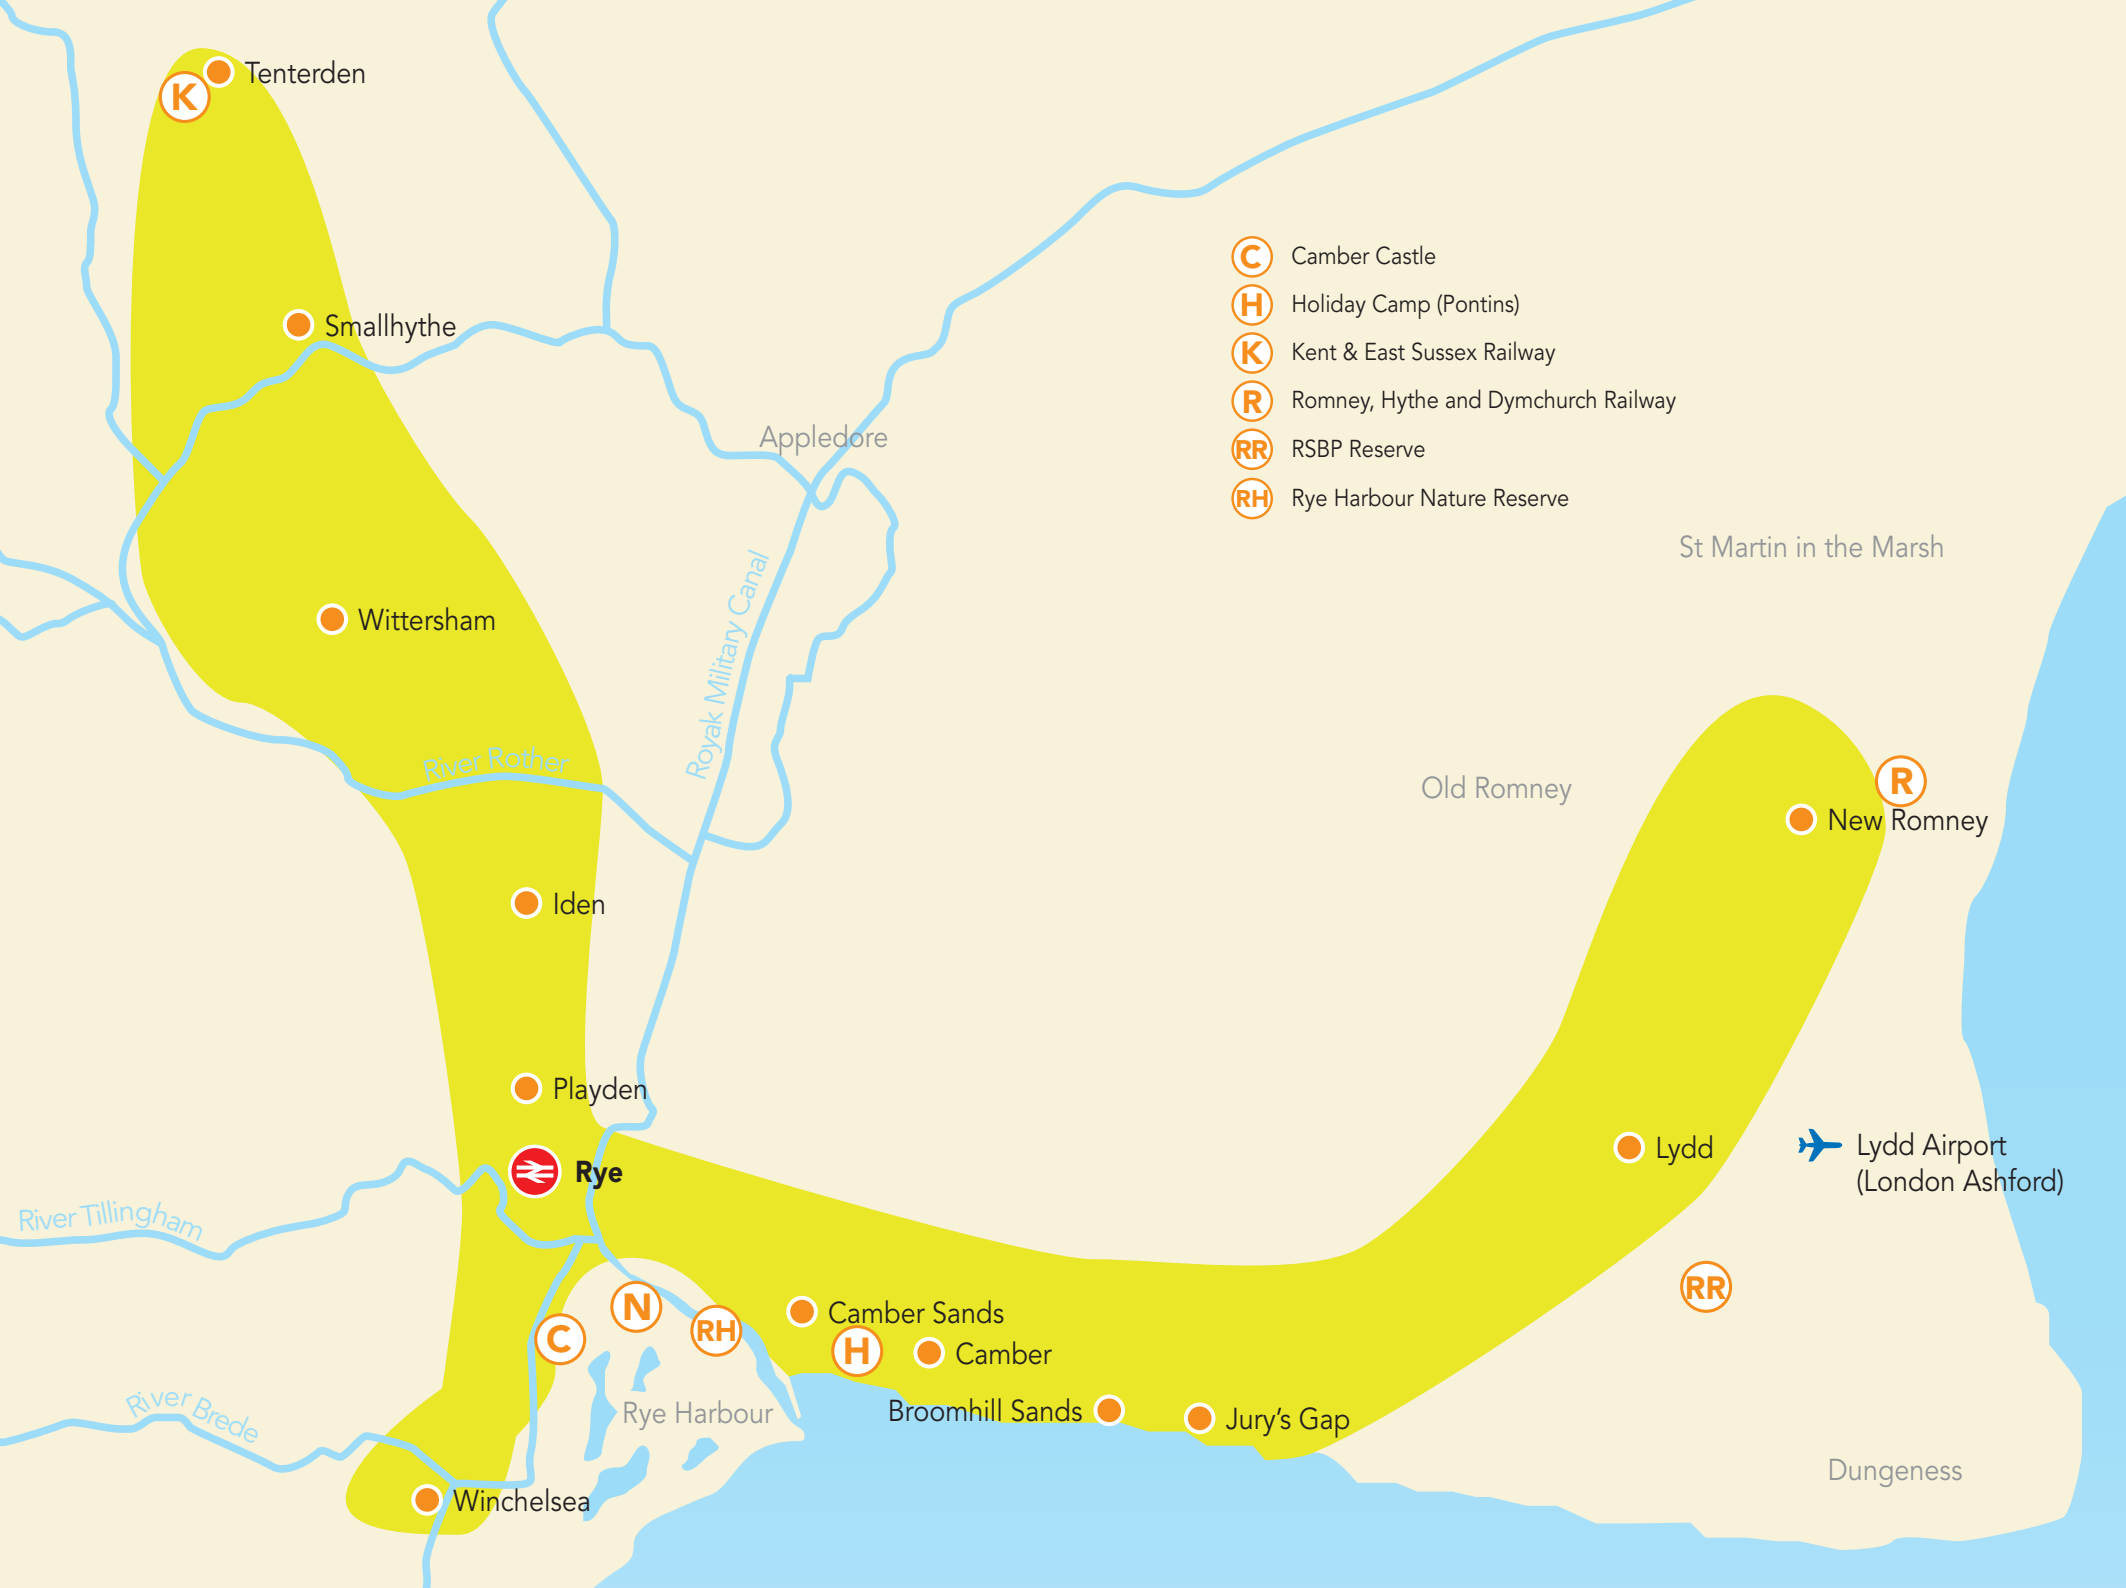 Tenterden
K
Smallhythe
Appledore
C Camber Castle
H Holiday Camp (Pontins)
K Kent & East Sussex Railway
R Romney, Hythe and Dymchurch Railway
RR RSBP Reserve
RH Rye Harbour Nature Reserve
St Martin in the Marsh
Wittersham
Royak Military Canal
River Rother
Old Romney
R
New Romney
Iden
Playden
Rye
Lydd
Lydd Airport
(London Ashford)
River Tillingham
RR
N
C
RH
Camber Sands
H
Camber
River Brede
Rye Harbour
Broomhill Sands
Jury's Gap
Dungeness
Winchelsea